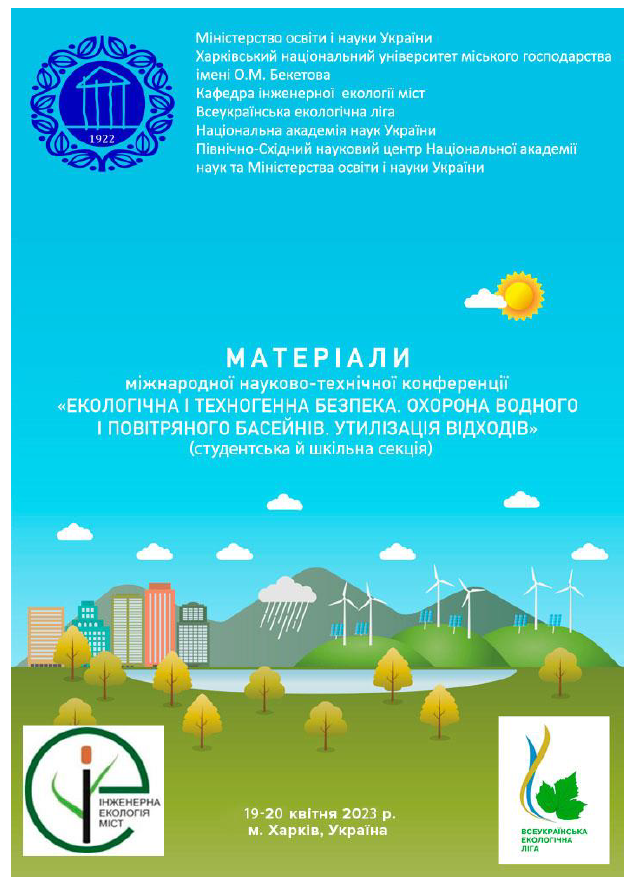 Міністерство освіти і науки України
Харківський національний університет міського господарства
імені О.М. Бекетова
Кафедра інженерної екології міст
Всеукраїнська екологічна ліга
Національна академія наук України
Північно-Східний науковий центр Національної академії
наук та Міністерства освіти і науки України
1922
МАТЕРІАЛИ
міжнародної науково-технічної конференції
«ЕКОЛОГІЧНА І ТЕХНОГЕННА БЕЗПЕКА. ОХОРОНА ВОДНОГО
І ПОВІТРЯНОГО БАСЕЙНІВ. УТИЛІЗАЦІЯ ВІДХОДІВ»
(студентська й шкільна секція)
ІНЖЕНЕРНА
ЕКОЛОГІЯ
МІСТ
19-20 квітня 2023 р.
м. Харків, Україна
ВСЕУКРАЇНСЬКА
ЕКОЛОГІЧНА
ЛІГА